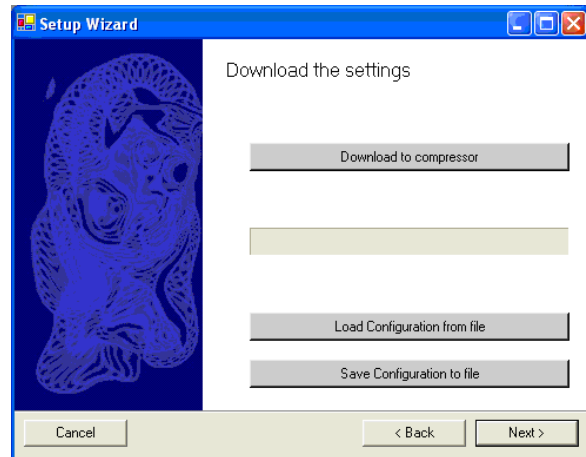 Setup Wizard
Download the settings
Download to compressor
Load Configuration from file
Save Configuration to file
Cancel
< Back
Next >